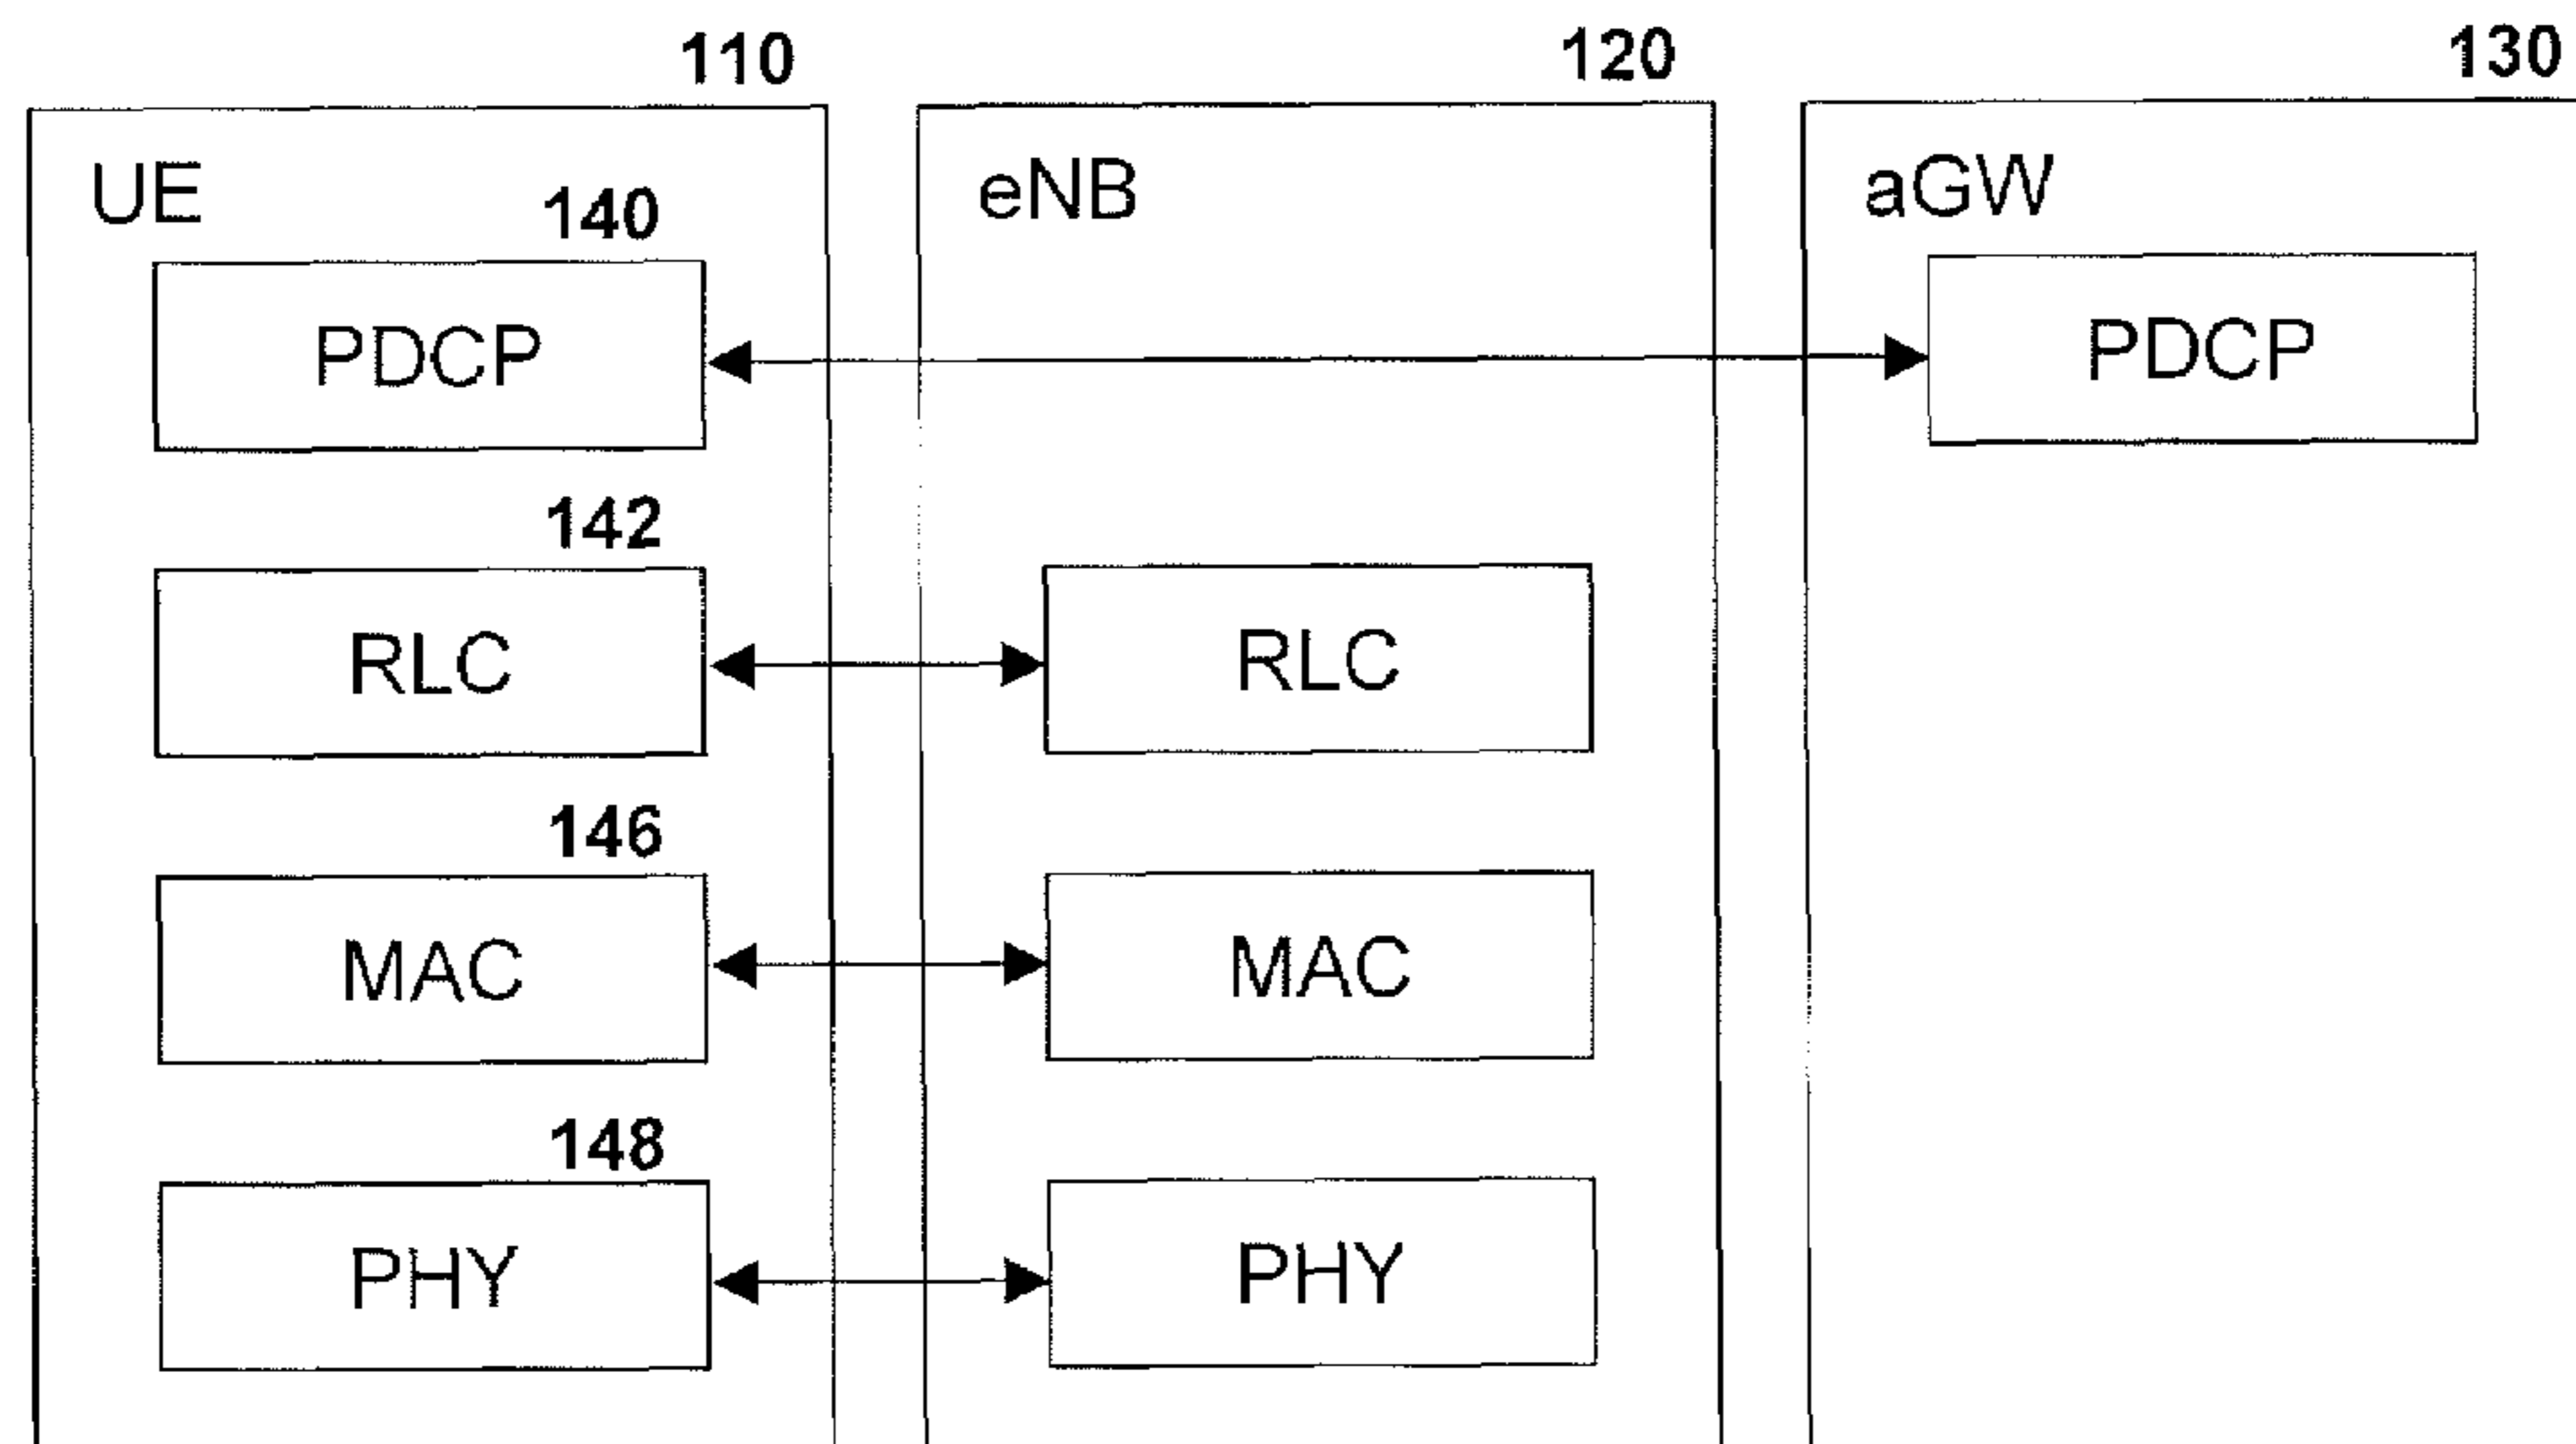 110 120 130
UE eNB aGW
140
PDCP PDCP
142
RLC RLC
146
MAC MAC
148
PHY PHY